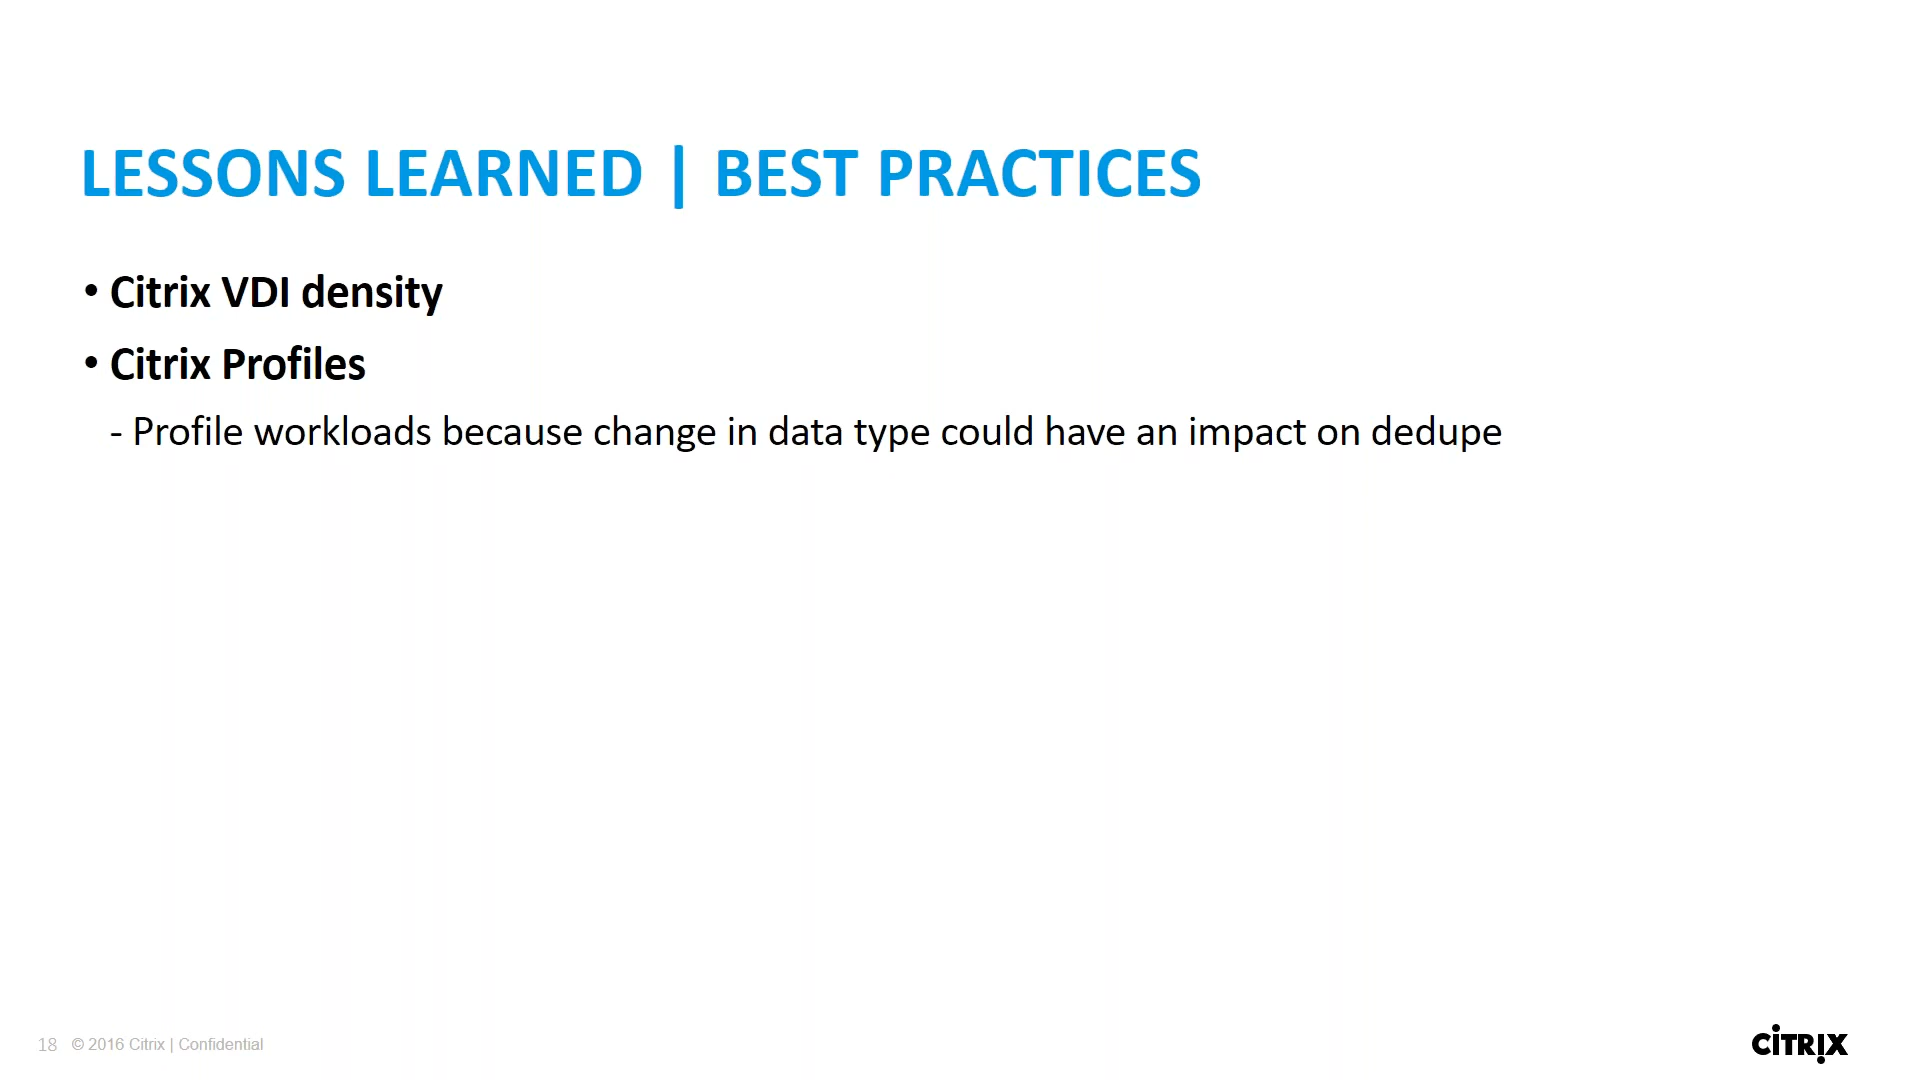 LESSONS LEARNED | BEST PRACTICES
• Citrix VDI density
• Citrix Profiles
- Profile workloads because change in data type could have an impact on dedupe
18 © 2016 Citrix | Confidential
CiTRiX